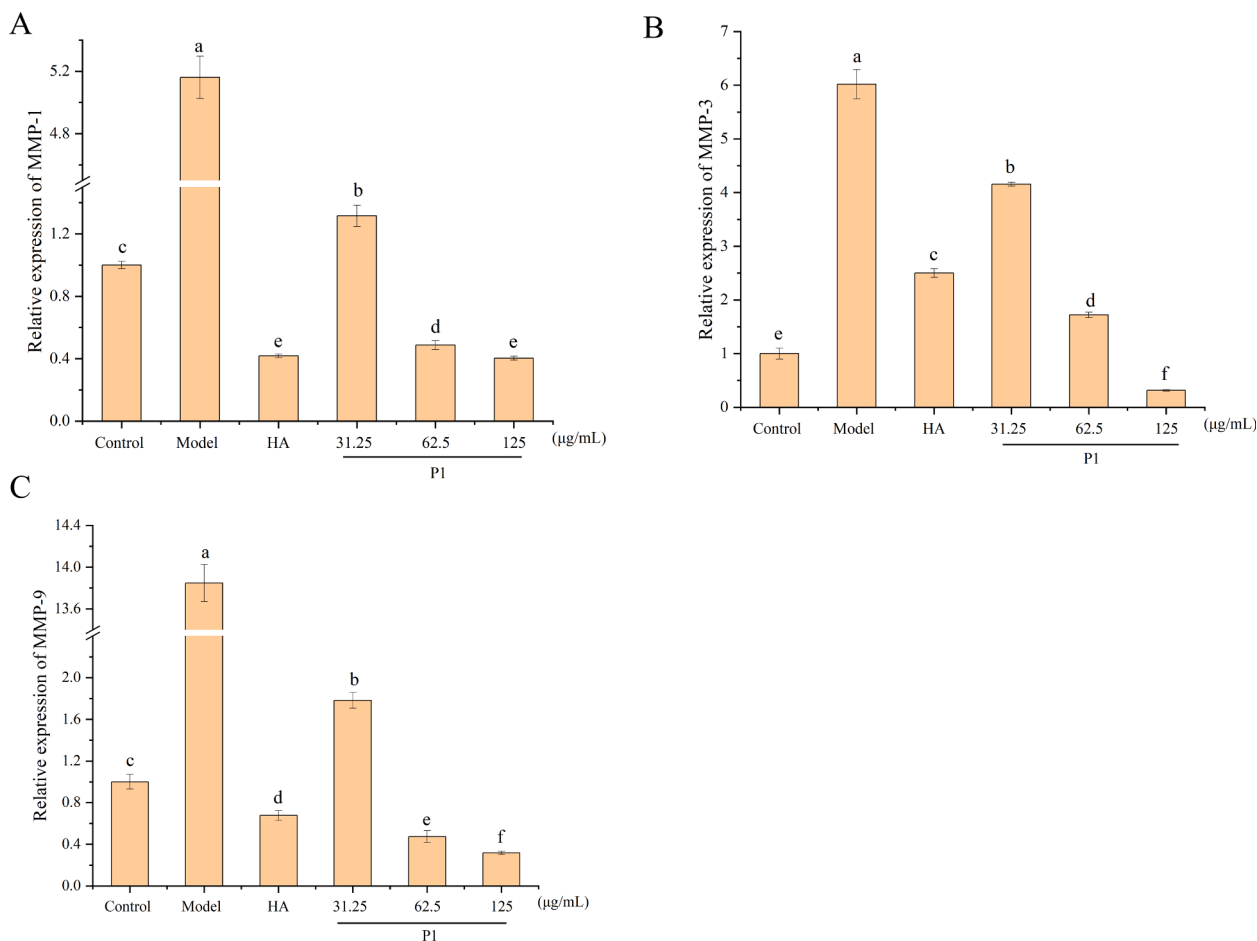 A
Relative expression of MMP-1
5.2
4.8
1.2
0.8
0.4
0.0
c
a
e
b
d
e
Control Model HA 31.25 62.5 125 (μg/mL)
P1
B
Relative expression of MMP-3
7
6
5
4
3
2
1
0
e
a
c
b
d
f
Control Model HA 31.25 62.5 125 (μg/mL)
P1
C
Relative expression of MMP-9
14.4
14.0
13.6
2.0
1.6
1.2
0.8
0.4
0.0
c
a
d
b
e
f
Control Model HA 31.25 62.5 125 (μg/mL)
P1